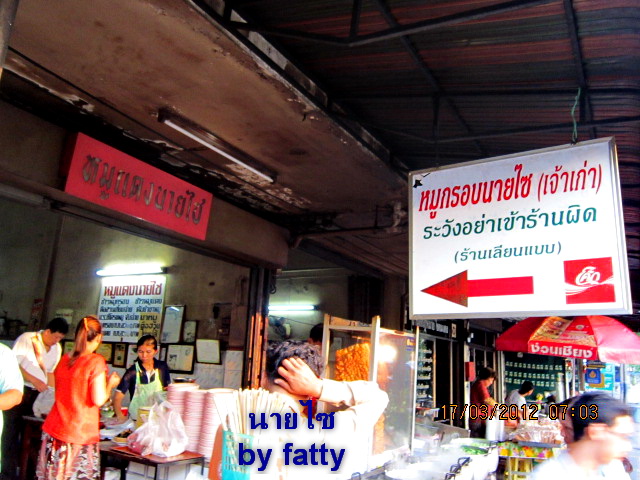 หมูแดงนายไซ
หมูกรอบนายไซ (เจ้าเก่า)
ระวังอย่าเข้าร้านผิด
(ร้านเลียนแบบ)
หมูแดงนายไซ
ง่วนเชียง
17/03/2012 07:03
นายไซ
by fatty